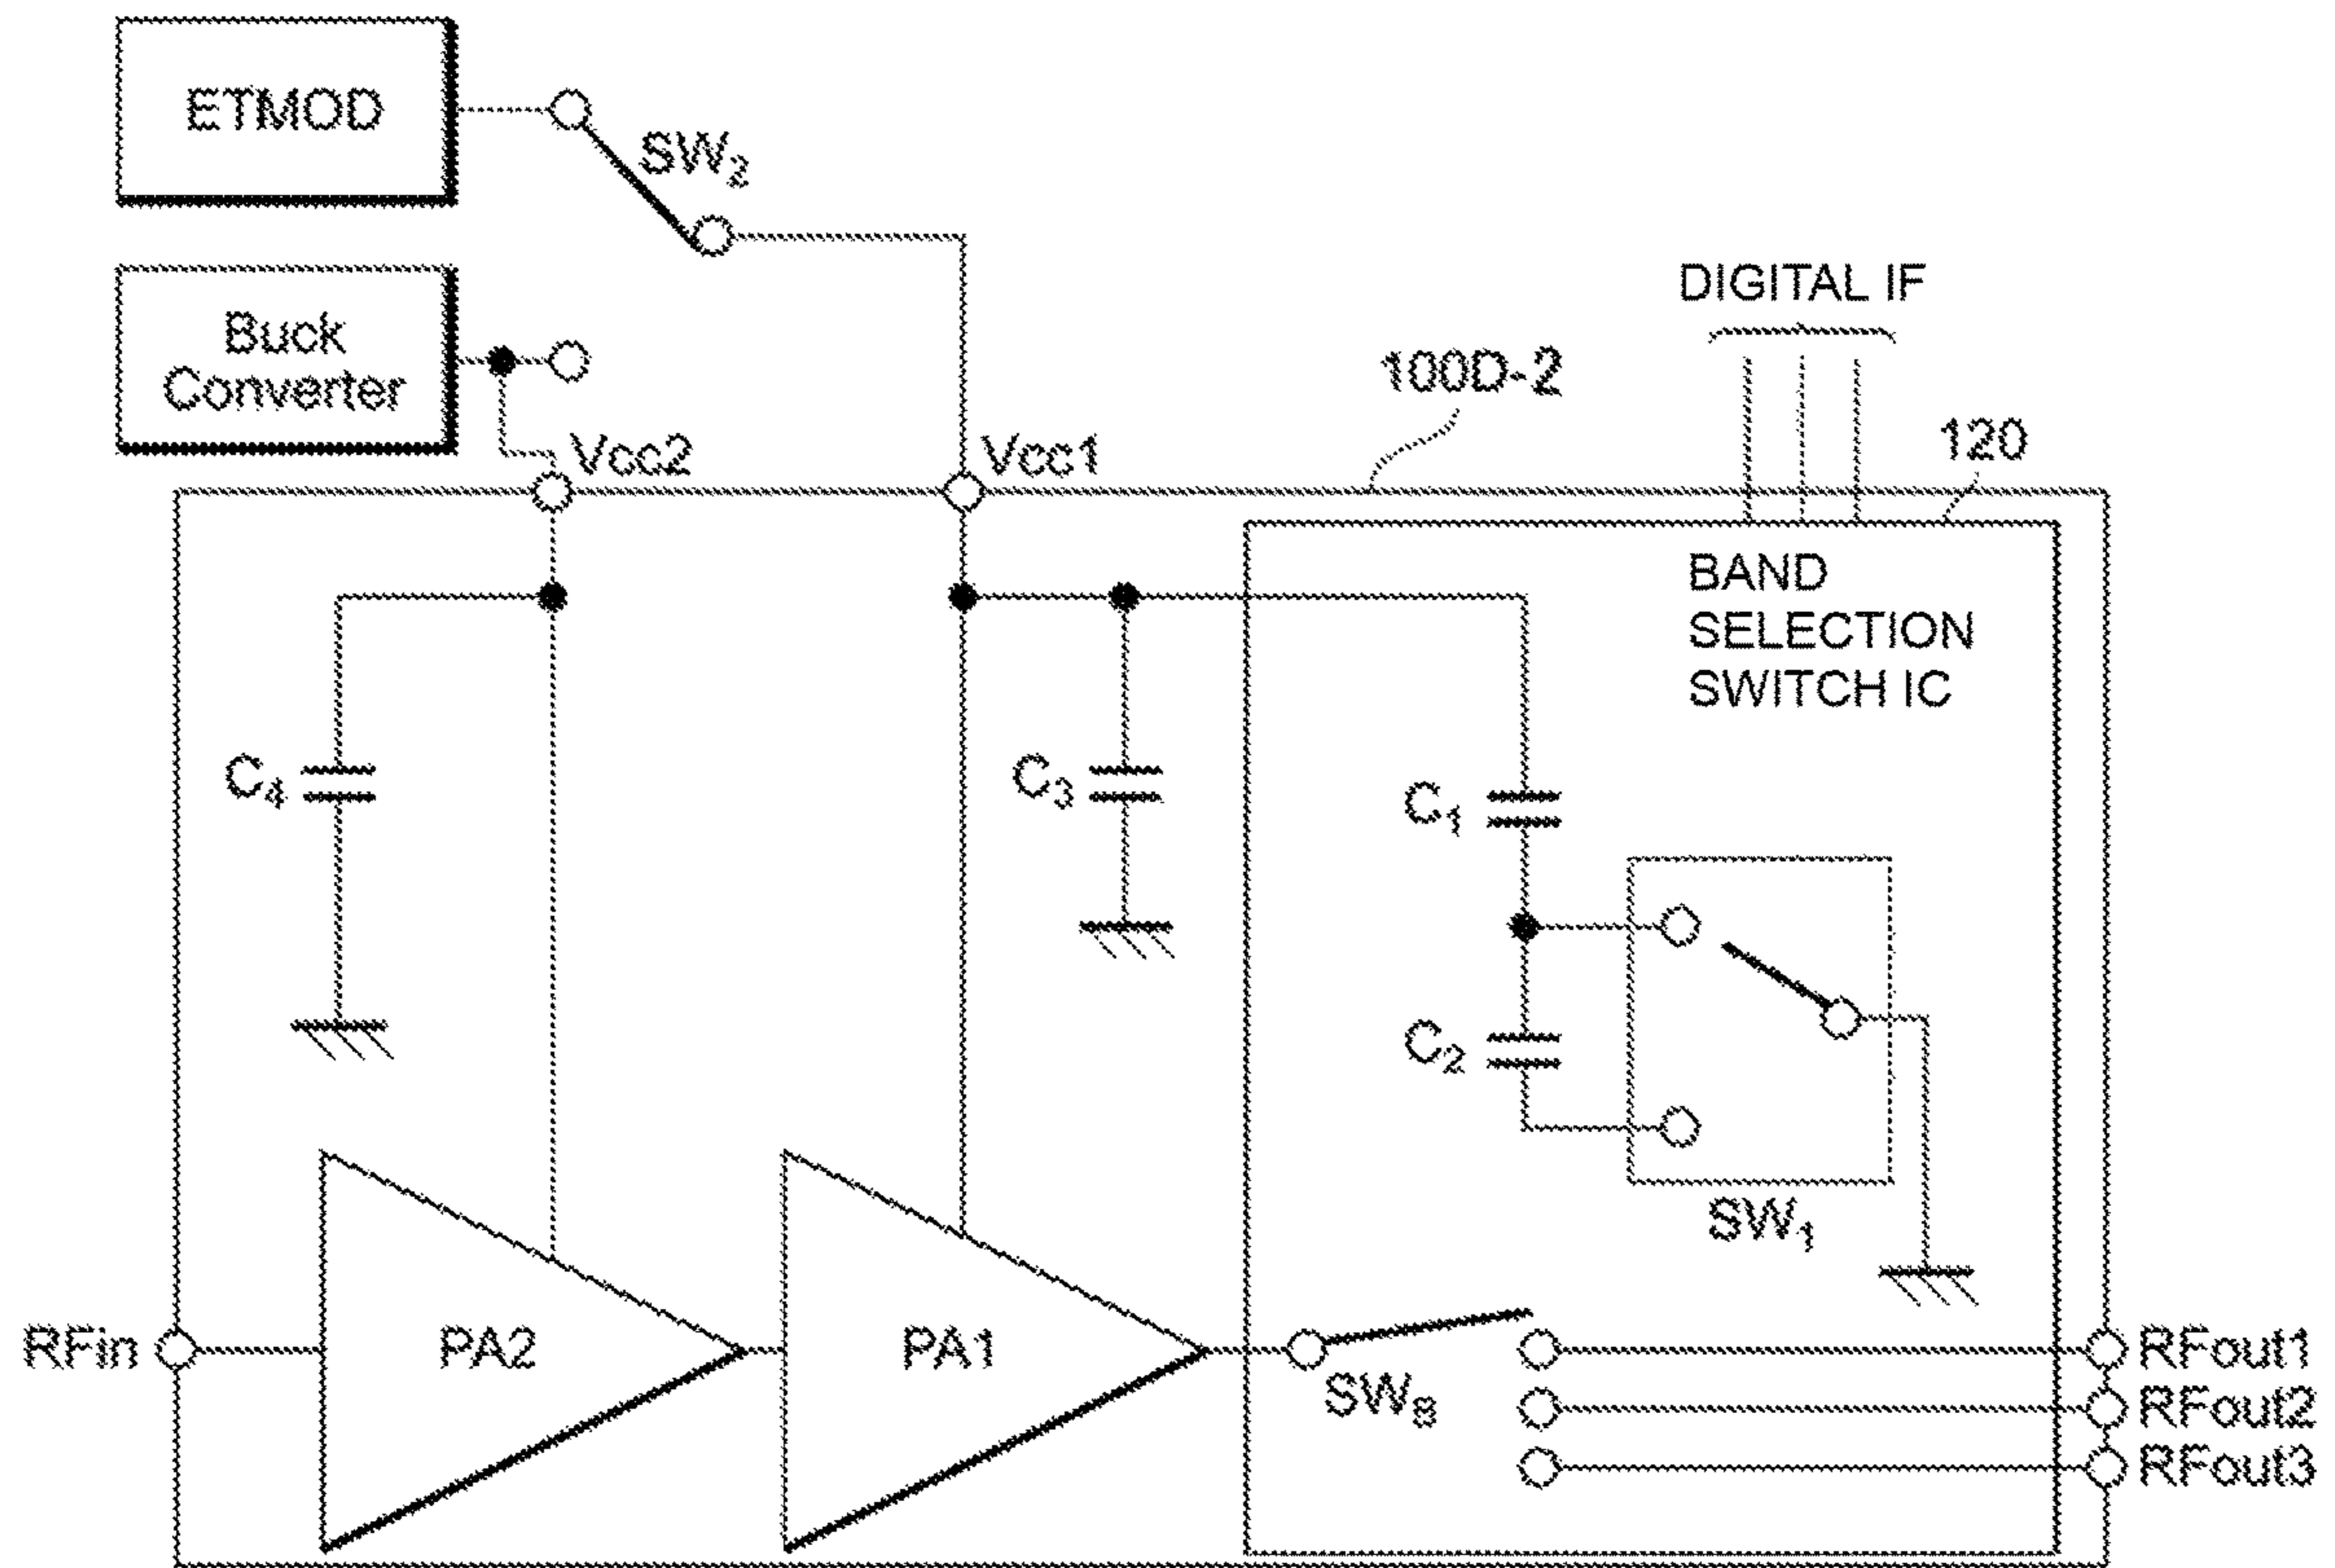 ETMOD
SW₂
Buck
Converter
DIGITAL IF
100D-2
120
Vcc2
Vcc1
BAND
SELECTION
SWITCH IC
C₄
C₃
C₁
C₂
SW₁
RFin
PA2
PA1
SW_B
RFout1
RFout2
RFout3